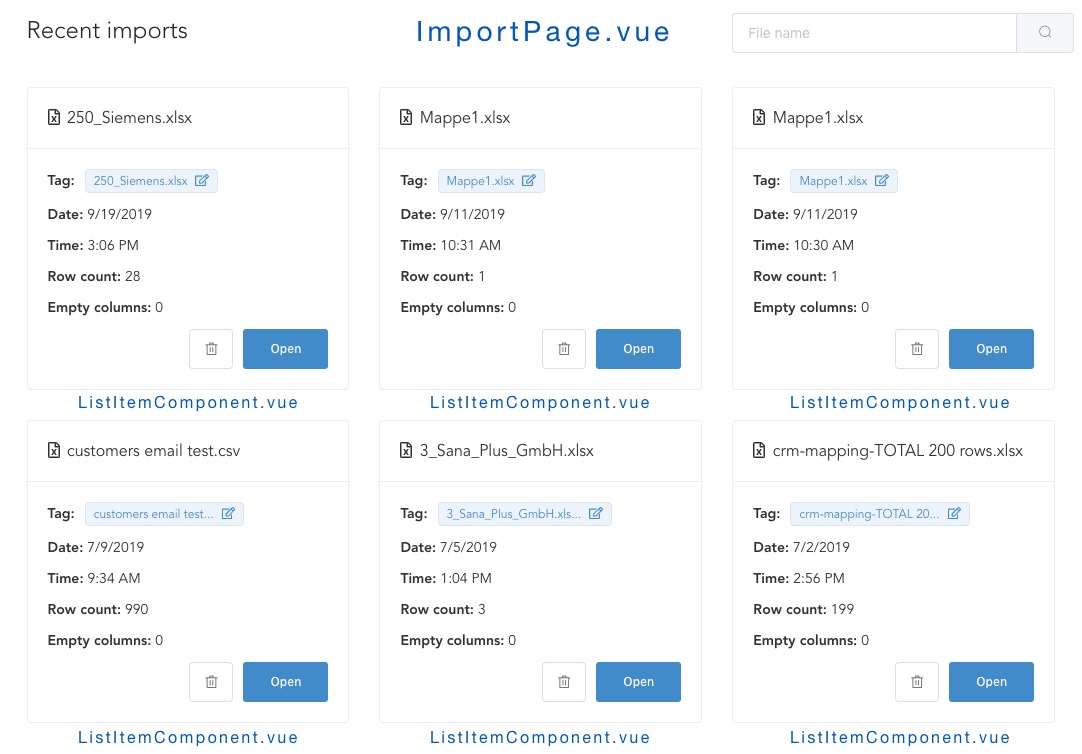 Recent imports
ImportPage.vue
File name
250_Siemens.xlsx
Tag: 250_Siemens.xlsx
Date: 9/19/2019
Time: 3:06 PM
Row count: 28
Empty columns: 0
Open
ListItemComponent.vue
Mappe1.xlsx
Tag: Mappe1.xlsx
Date: 9/11/2019
Time: 10:31 AM
Row count: 1
Empty columns: 0
Open
ListItemComponent.vue
Mappe1.xlsx
Tag: Mappe1.xlsx
Date: 9/11/2019
Time: 10:30 AM
Row count: 1
Empty columns: 0
Open
ListItemComponent.vue
customers email test.csv
Tag: customers email test...
Date: 7/9/2019
Time: 9:34 AM
Row count: 990
Empty columns: 0
Open
ListItemComponent.vue
3_Sana_Plus_GmbH.xlsx
Tag: 3_Sana_Plus_GmbH.xls...
Date: 7/5/2019
Time: 1:04 PM
Row count: 3
Empty columns: 0
Open
ListItemComponent.vue
crm-mapping-TOTAL 200 rows.xlsx
Tag: crm-mapping-TOTAL 20...
Date: 7/2/2019
Time: 2:56 PM
Row count: 199
Empty columns: 0
Open
ListItemComponent.vue